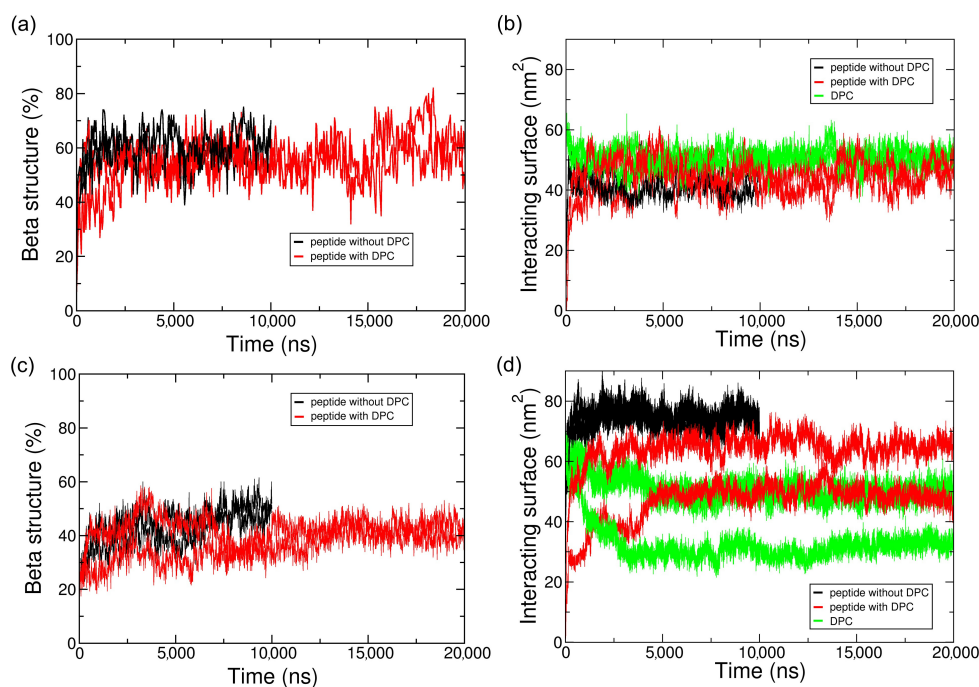 (a)
100
80
60
40
20
0
Beta structure (%)
peptide without DPC
peptide with DPC
0 5,000 10,000 15,000 20,000
Time (ns)
(b)
80
60
40
20
0
Interacting surface (nm²)
peptide without DPC
peptide with DPC
DPC
0 5,000 10,000 15,000 20,000
Time (ns)
(c)
100
80
60
40
20
0
Beta structure (%)
peptide without DPC
peptide with DPC
0 5,000 10,000 15,000 20,000
Time (ns)
(d)
80
60
40
20
0
Interacting surface (nm²)
peptide without DPC
peptide with DPC
DPC
0 5,000 10,000 15,000 20,000
Time (ns)